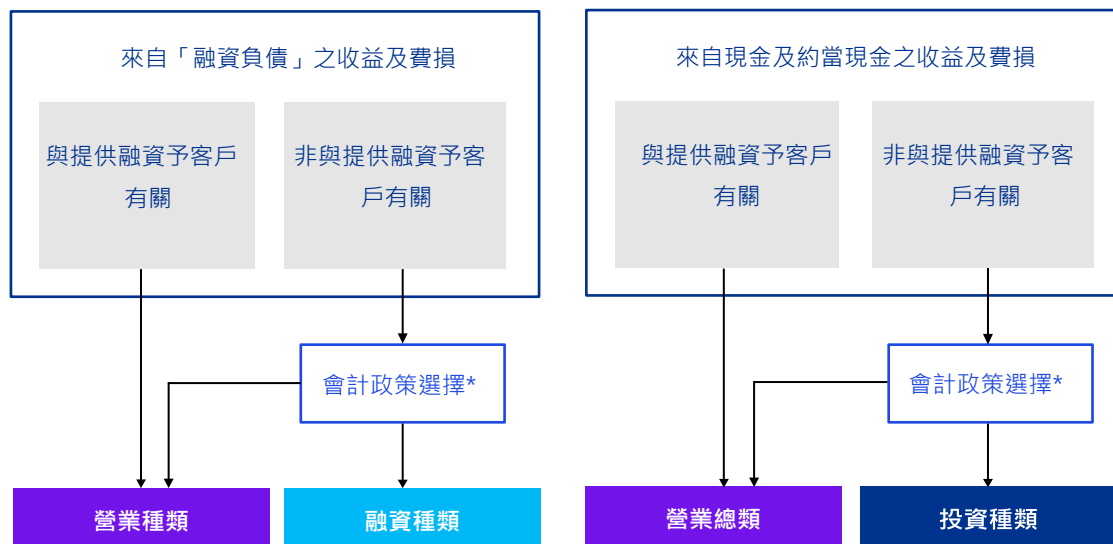 來自「融資負債」之收益及費損
與提供融資予客戶
有關
非與提供融資予客
戶有關
會計政策選擇*
營業種類
融資種類
來自現金及約當現金之收益及費損
與提供融資予客戶
有關
非與提供融資予客
戶有關
會計政策選擇*
營業總類
投資種類